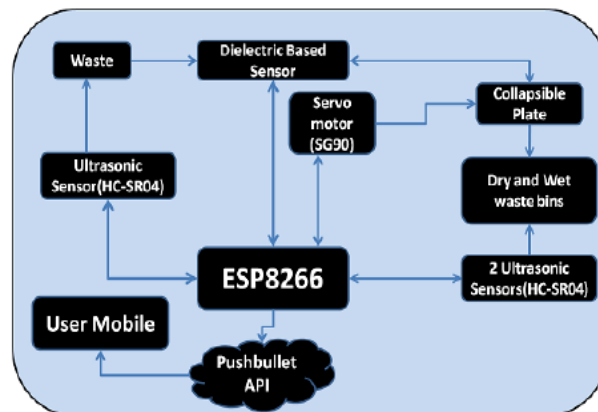 Waste
Dielectric Based
Sensor
Servo
motor
(SG90)
Collapsible
Plate
Ultrasonic
Sensor(HC-SR04)
Dry and Wet
waste bins
ESP8266
2 Ultrasonic
Sensors(HC-SR04)
User Mobile
Pushbullet
API